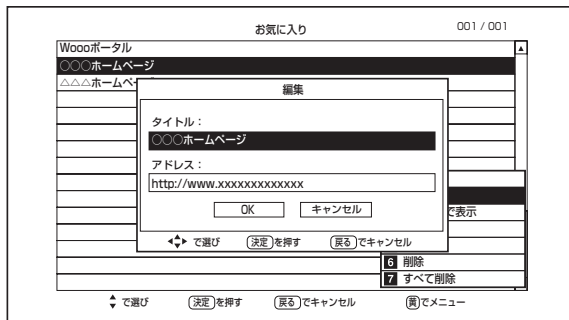 お気に入り
001 / 001
Woooポータル
○○○ホームページ
△△△ホームペ
編集
タイトル：
○○○ホームページ
アドレス：
http://www.xxxxxxxxxxxxx
OK
キャンセル
で選び 決定を押す 戻るでキャンセル
で表示
6 削除
7 すべて削除
で選び 決定を押す 戻るでキャンセル 黄でメニュー